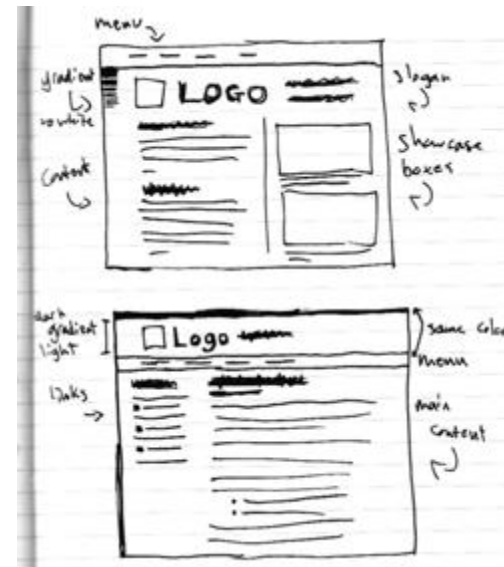 menu
gradient
to white
LOGO
slogan
Content
showcase
boxes
dark
gradient
light
Logo
same color
menu
links
main
content